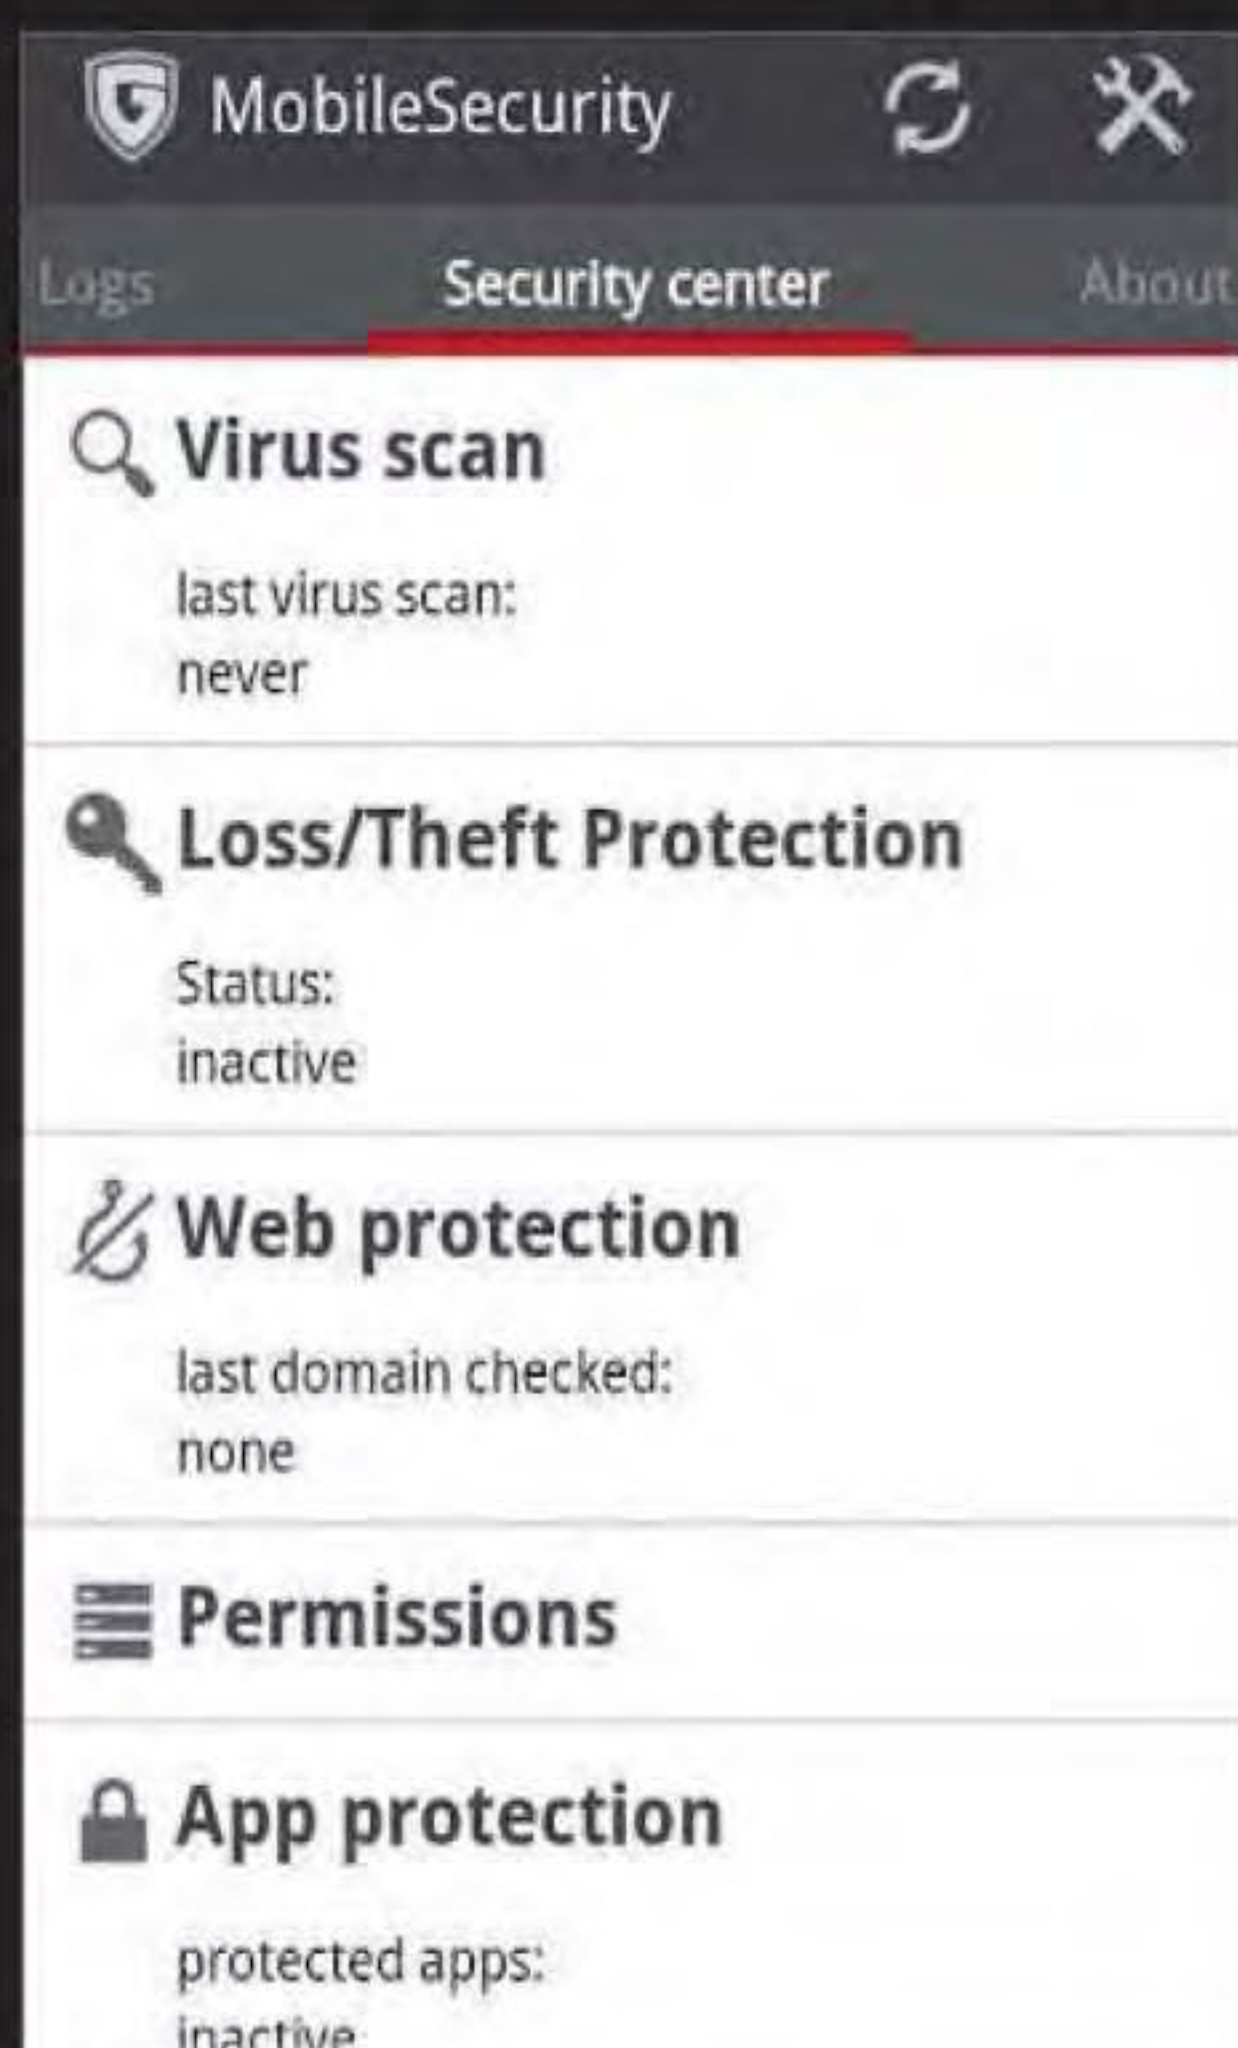 MobileSecurity
Logs Security center About
Virus scan
last virus scan:
never
Loss/Theft Protection
Status:
inactive
Web protection
last domain checked:
none
Permissions
App protection
protected apps:
inactive